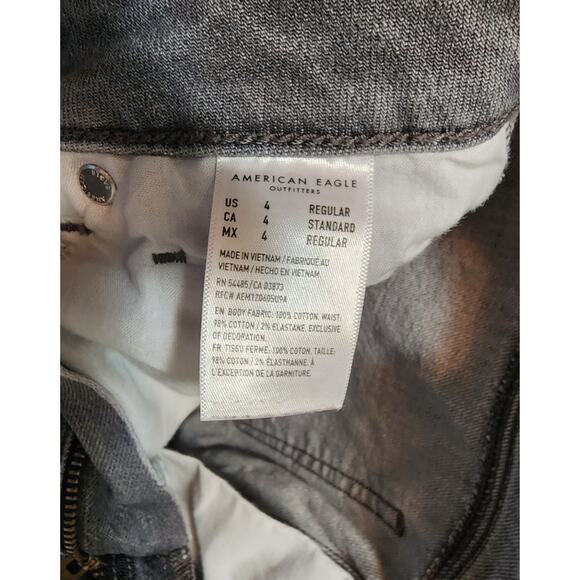 AMERICAN EAGLE
OUTFITTERS
US 4 REGULAR
CA 4 STANDARD
MX 4 REGULAR
MADE IN VIETNAM / FABRIQUÉ AU
VIETNAM / HECHO EN VIETNAM.
RN 54485/CA 03873
RFC# AEM120605U9A
EN BODY FABRIC: 100% COTTON. WAIST:
98% COTTON / 2% ELASTANE. EXCLUSIVE
OF DECORATION.
FR TISSU FERME: 100% COTON. TAILLE:
98% COTON / 2% ÉLASTHANNE. À
L'EXCEPTION DE LA GARNITURE.